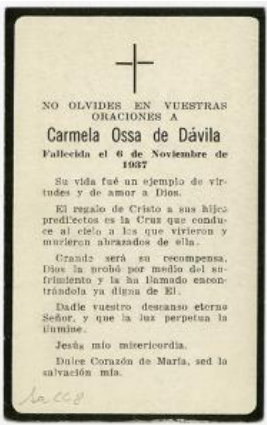 NO OLVIDES EN VUESTRAS
ORACIONES A
Carmela Ossa de Dávila
Fallecida el 6 de Noviembre de
1937
Su vida fué un ejemplo de vir-
tudes y de amor a Dios.
El regalo de Cristo a sus hijos
predilectos es la Cruz que condu-
ce al cielo a los que vivieron y
murieron abrazados de ella.
Grande será su recompensa,
Dios la probó por medio del su-
frimiento y la ha llamado encon-
trándola ya digna de El.
Dadle vuestro descanso eterno
Señor, y que la luz perpetua la
ilumine.
Jesús mío misericordia.
Dulce Corazón de María, sed la
salvación mía.